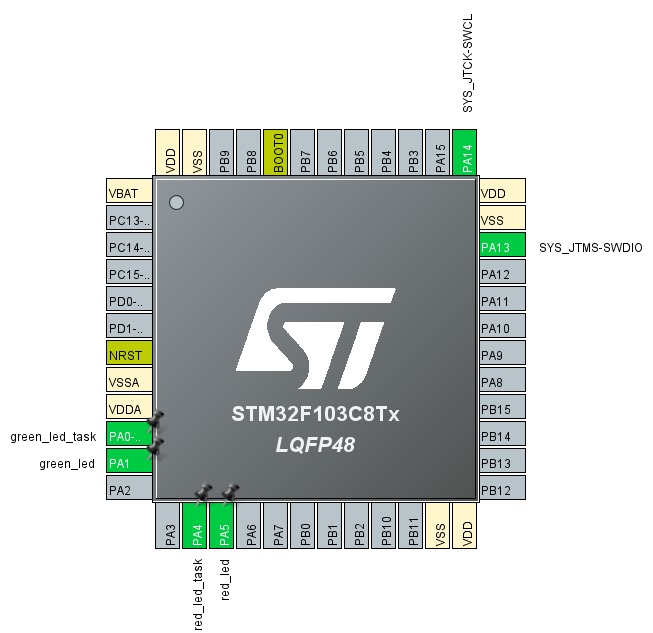 SYS_JTCK-SWCL
VDD
VSS
PB9
PB8
BOOT0
PB7
PB6
PB5
PB4
PB3
PA15
PA14
VBAT
PC13-..
PC14-..
PC15-..
PD0-..
PD1-..
NRST
VSSA
VDDA
green_led_task PA0-..
green_led PA1
PA2
VDD
VSS
PA13 SYS_JTMS-SWDIO
PA12
PA11
PA10
PA9
PA8
PB15
PB14
PB13
PB12
ST
STM32F103C8Tx
LQFP48
PA3
PA4
PA5
PA6
PA7
PB0
PB1
PB2
PB10
PB11
VSS
VDD
red_led_task
red_led